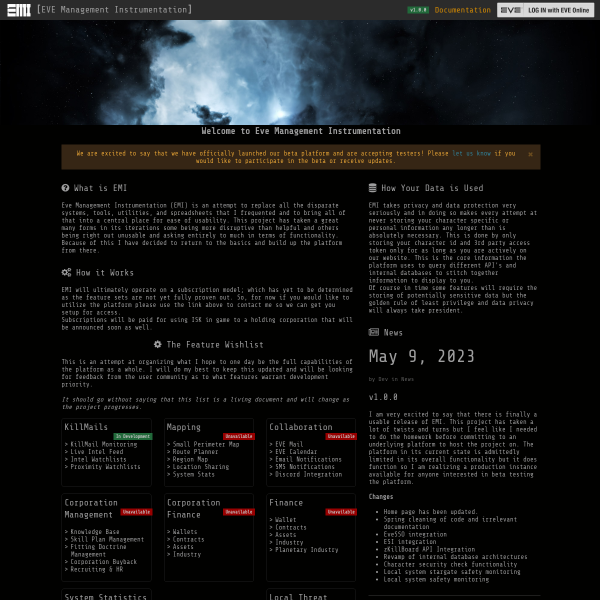 EMI [EVE Management Instrumentation]
v1.0.0 Documentation EVE LOG IN with EVE Online
Welcome to Eve Management Instrumentation
We are excited to say that we have officially launched our beta platform and are accepting testers! Please let us know if you
would like to participate in the beta or receive updates.
×
What is EMI
Eve Management Instrumentation (EMI) is an attempt to replace all the disparate
systems, tools, utilities, and spreadsheets that I frequented and to bring all of
that into a central place for ease of usability. This project has taken a great
many forms in its iterations some being more disruptive than helpful and others
being right out unusable and asking entirely to much in terms of functionality.
Because of this I have decided to return to the basics and build up the platform
from there.
How it Works
EMI will ultimately operate on a subscription model; which has yet to be determined
as the feature sets are not yet fully proven out. So, for now if you would like to
utilize the platform please use the link above to contact me so we can get you
setup for access.
Subscriptions will be paid for using ISK in game to a holding corporation that will
be announced soon as well.
The Feature Wishlist
This is an attempt at organizing what I hope to one day be the full capabilities of
the platform as a whole. I will do my best to keep this updated and will be looking
for feedback from the user community as to what features warrant development
priority.
It should go without saying that this list is a living document and will change as
the project progresses.
KillMails
In Development
> KillMail Monitoring
> Live Intel Feed
> Intel Watchlists
> Proximity Watchlists
Mapping
Unavailable
> Small Perimeter Map
> Route Planner
> Region Map
> Location Sharing
> System Stats
Collaboration
Unavailable
> EVE Mail
> EVE Calendar
> Email Notifications
> SMS Notifications
> Discord Integration
Corporation
Management
Unavailable
> Knowledge Base
> Skill Plan Management
> Fitting Doctrine
Management
> Corporation Buyback
> Recruiting & HR
Corporation
Finance
Unavailable
> Wallets
> Contracts
> Assets
> Industry
Finance
Unavailable
> Wallet
> Contracts
> Assets
> Industry
> Planetary Industry
System Statistics
Local Threat
How Your Data is Used
EMI takes privacy and data protection very
seriously and in doing so makes every attempt at
never storing your character specific or
personal information any longer than is
absolutely necessary. This is done by only
storing your character id and 3rd party access
token only for as long as you are actively on
our website. This is the core information the
platform uses to query different API's and
internal databases to stitch together
information to display to you.
Of course in time some features will require the
storing of potentially sensitive data but the
golden rule of least privilege and data privacy
will always take president.
News
May 9, 2023
by Dev in News
v1.0.0
I am very excited to say that there is finally a
usable release of EMI. This project has taken a
lot of twists and turns but I feel like I needed
to do the homework before committing to an
underlying platform to host the project on. The
platform in its current state is admittedly
limited in its overall functionality but it does
function so I am realizing a production instance
available for anyone interested in beta testing
the platform.
Changes
• Home page has been updated.
• Spring cleaning of code and irrelevant
documentation
• EveSSO integration
• ESI integration
• zKillBoard API Integration
• Revamp of internal database architectures
• Character security check functionality
• Local system stargate safety monitoring
• Local system safety monitoring